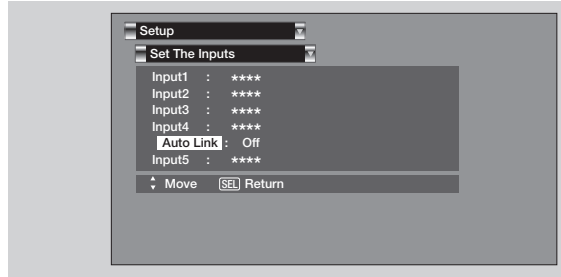 Setup
Set The Inputs
Input1 : ****
Input2 : ****
Input3 : ****
Input4 : ****
Auto Link : Off
Input5 : ****
Move SEL Return